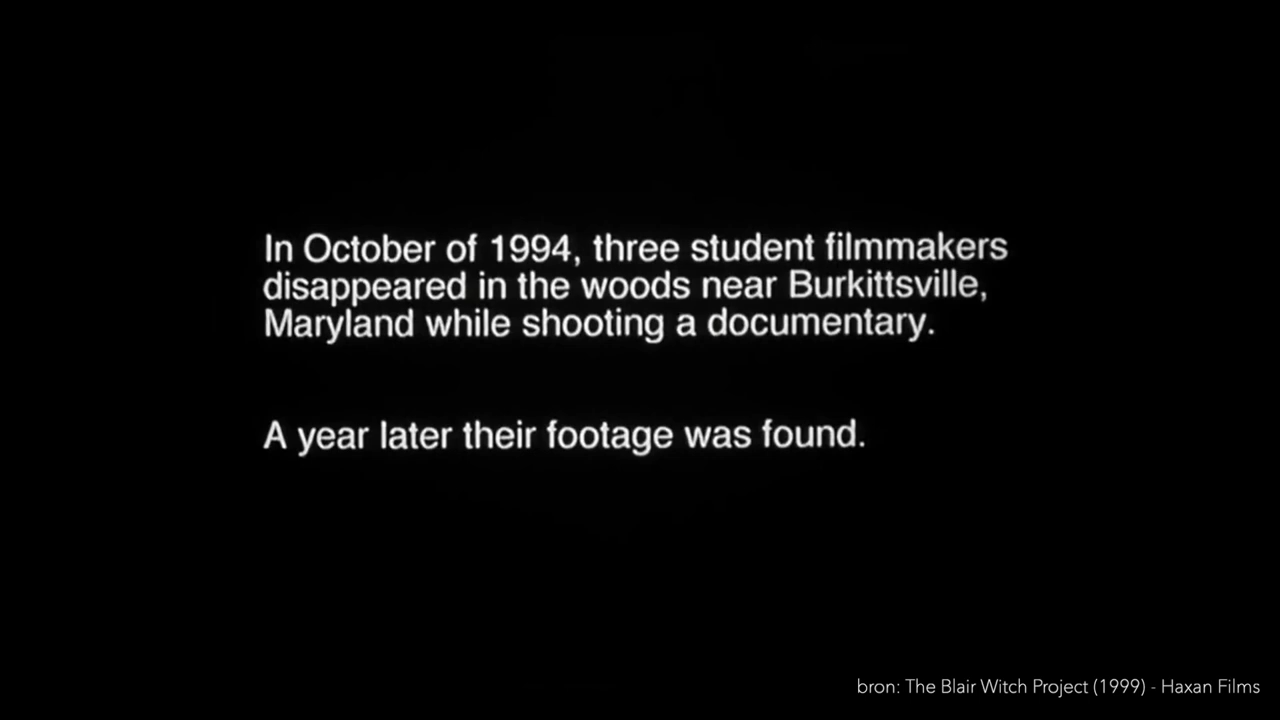 In October of 1994, three student filmmakers
disappeared in the woods near Burkittsville,
Maryland while shooting a documentary.
A year later their footage was found.
bron: The Blair Witch Project (1999) - Haxan Films